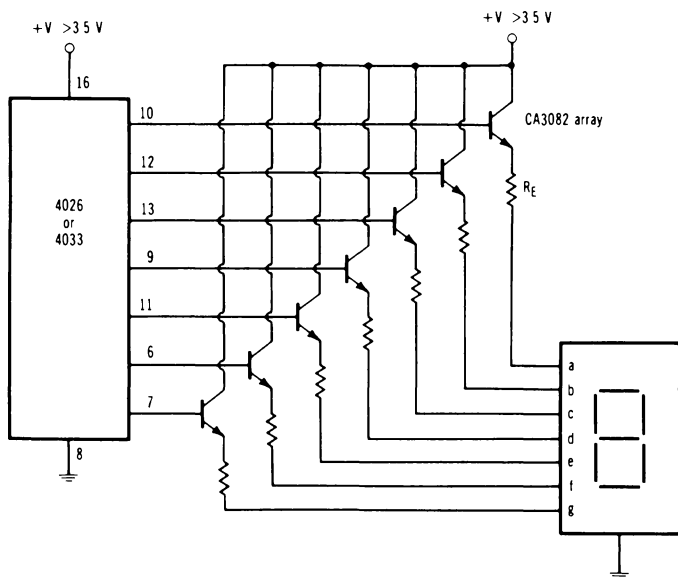 +V >3 5 V
+V >3 5 V
16
10
CA3082 array
12
R_E
4026
or
4033
13
9
11
6
7
8
a
b
c
d
e
f
g